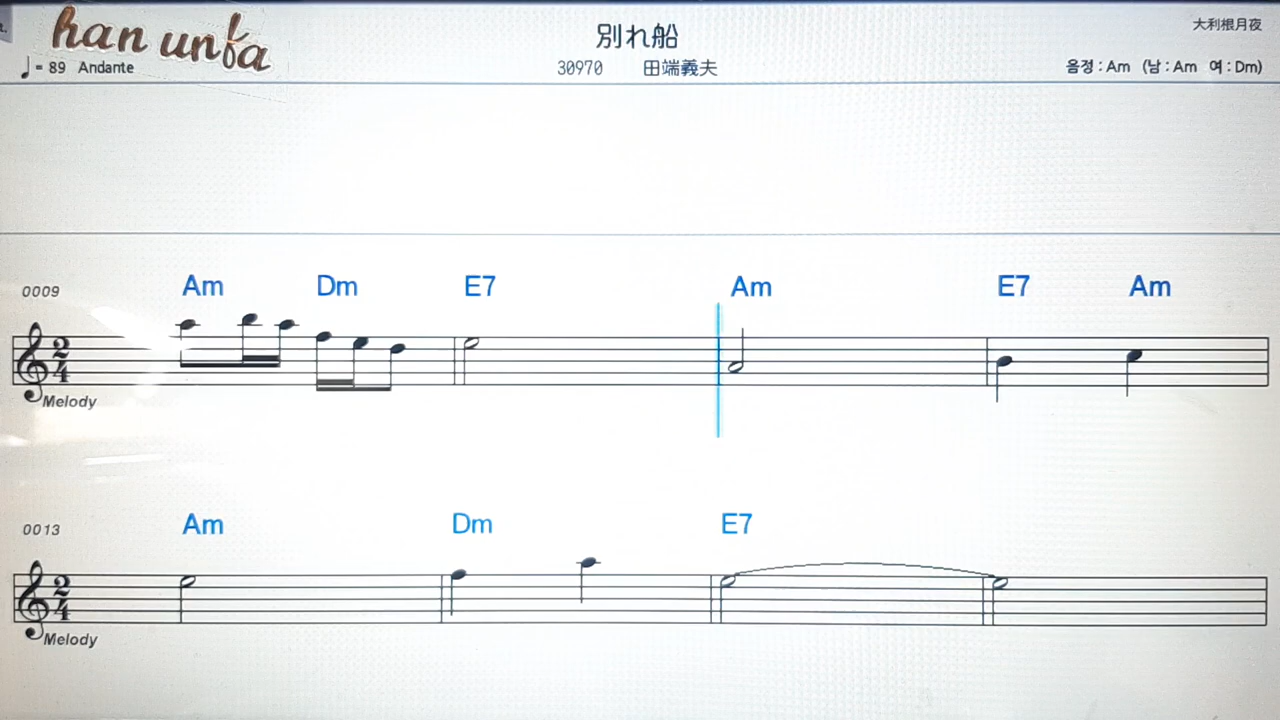 han unba
別れ船
大利根月夜
♩= 89 Andante
30970 田端義夫
음정 : Am (남 : Am 여 : Dm)
Am Dm E7 Am E7 Am
0009
2
4
Melody
Am Dm E7
0013
2
4
Melody